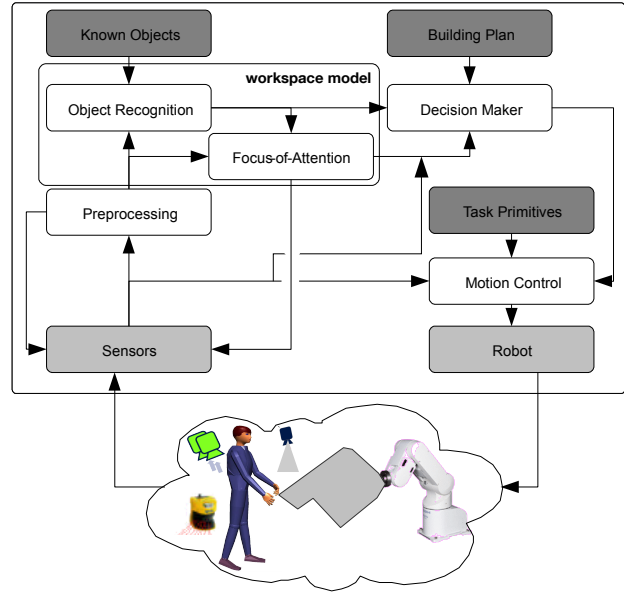 Known Objects
Building Plan
workspace model
Object Recognition
Decision Maker
Focus-of-Attention
Preprocessing
Task Primitives
Motion Control
Sensors
Robot